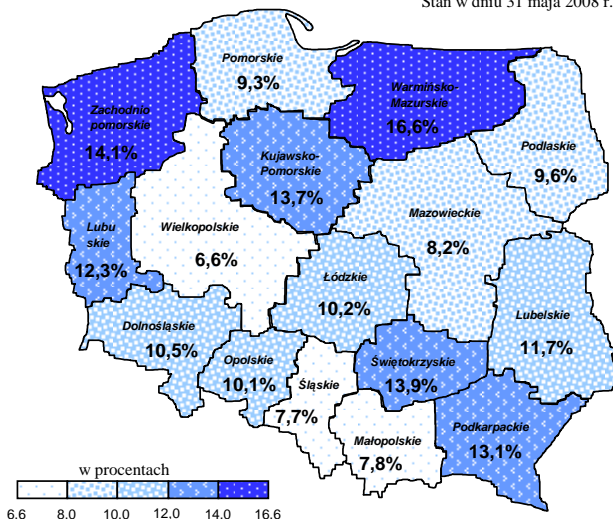 Stan w dniu 31 maja 2008 r.
Pomorskie
9,3%
Warmińsko-
Mazurskie
16,6%
Zachodnio
pomorskie
14,1%
Podlaskie
9,6%
Kujawsko-
Pomorskie
13,7%
Mazowieckie
8,2%
Lubu
skie
12,3%
Wielkopolskie
6,6%
Łódzkie
10,2%
Lubelskie
11,7%
Dolnośląskie
10,5%
Opolskie
10,1%
Śląskie
7,7%
Świętokrzyskie
13,9%
Małopolskie
7,8%
Podkarpackie
13,1%
w procentach
6.6 8.0 10.0 12,0 14.0 16.6